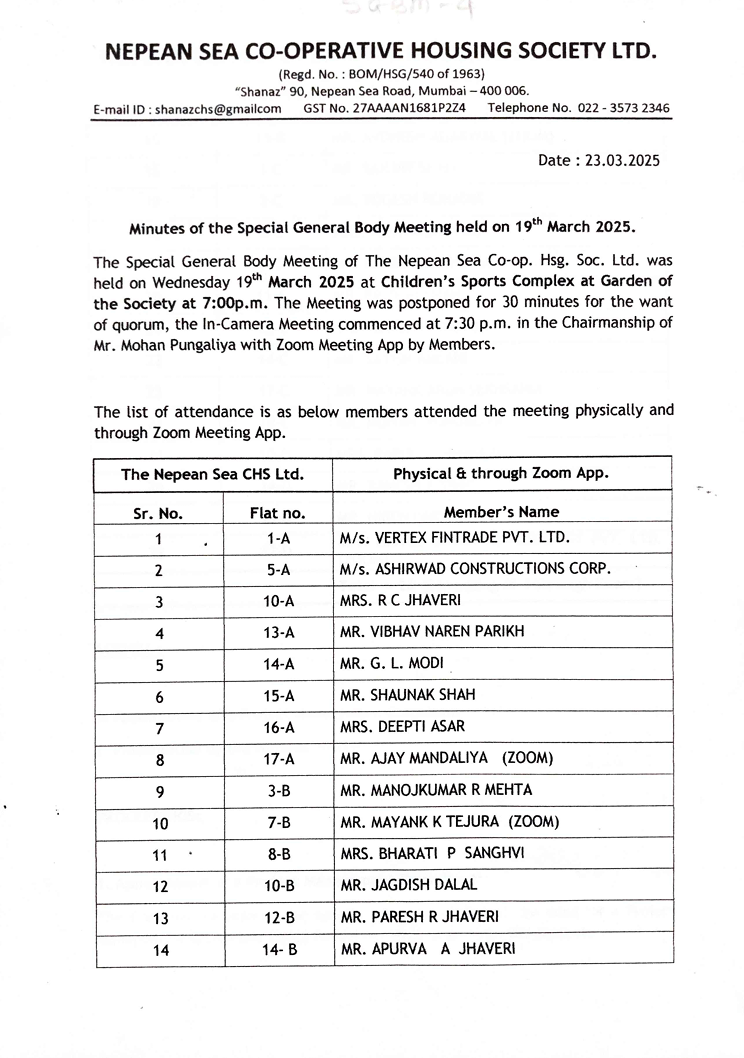 NEPEAN SEA CO-OPERATIVE HOUSING SOCIETY LTD.
(Regd. No. : BOM/HSG/540 of 1963)
"Shanaz" 90, Nepean Sea Road, Mumbai – 400 006.
E-mail ID : shanazchs@gmailcom GST No. 27AAAAN1681P2Z4 Telephone No. 022 - 3573 2346
Date : 23.03.2025
Minutes of the Special General Body Meeting held on 19th March 2025.
The Special General Body Meeting of The Nepean Sea Co-op. Hsg. Soc. Ltd. was
held on Wednesday 19th March 2025 at Children's Sports Complex at Garden of
the Society at 7:00p.m. The Meeting was postponed for 30 minutes for the want
of quorum, the In-Camera Meeting commenced at 7:30 p.m. in the Chairmanship of
Mr. Mohan Pungaliya with Zoom Meeting App by Members.
The list of attendance is as below members attended the meeting physically and
through Zoom Meeting App.
The Nepean Sea CHS Ltd. Physical & through Zoom App.
Sr. No. Flat no. Member's Name
1 1-A M/s. VERTEX FINTRADE PVT. LTD.
2 5-A M/s. ASHIRWAD CONSTRUCTIONS CORP.
3 10-A MRS. R C JHAVERI
4 13-A MR. VIBHAV NAREN PARIKH
5 14-A MR. G. L. MODI
6 15-A MR. SHAUNAK SHAH
7 16-A MRS. DEEPTI ASAR
8 17-A MR. AJAY MANDALIYA (ZOOM)
9 3-B MR. MANOJKUMAR R MEHTA
10 7-B MR. MAYANK K TEJURA (ZOOM)
11 8-B MRS. BHARATI P SANGHVI
12 10-B MR. JAGDISH DALAL
13 12-B MR. PARESH R JHAVERI
14 14- B MR. APURVA A JHAVERI